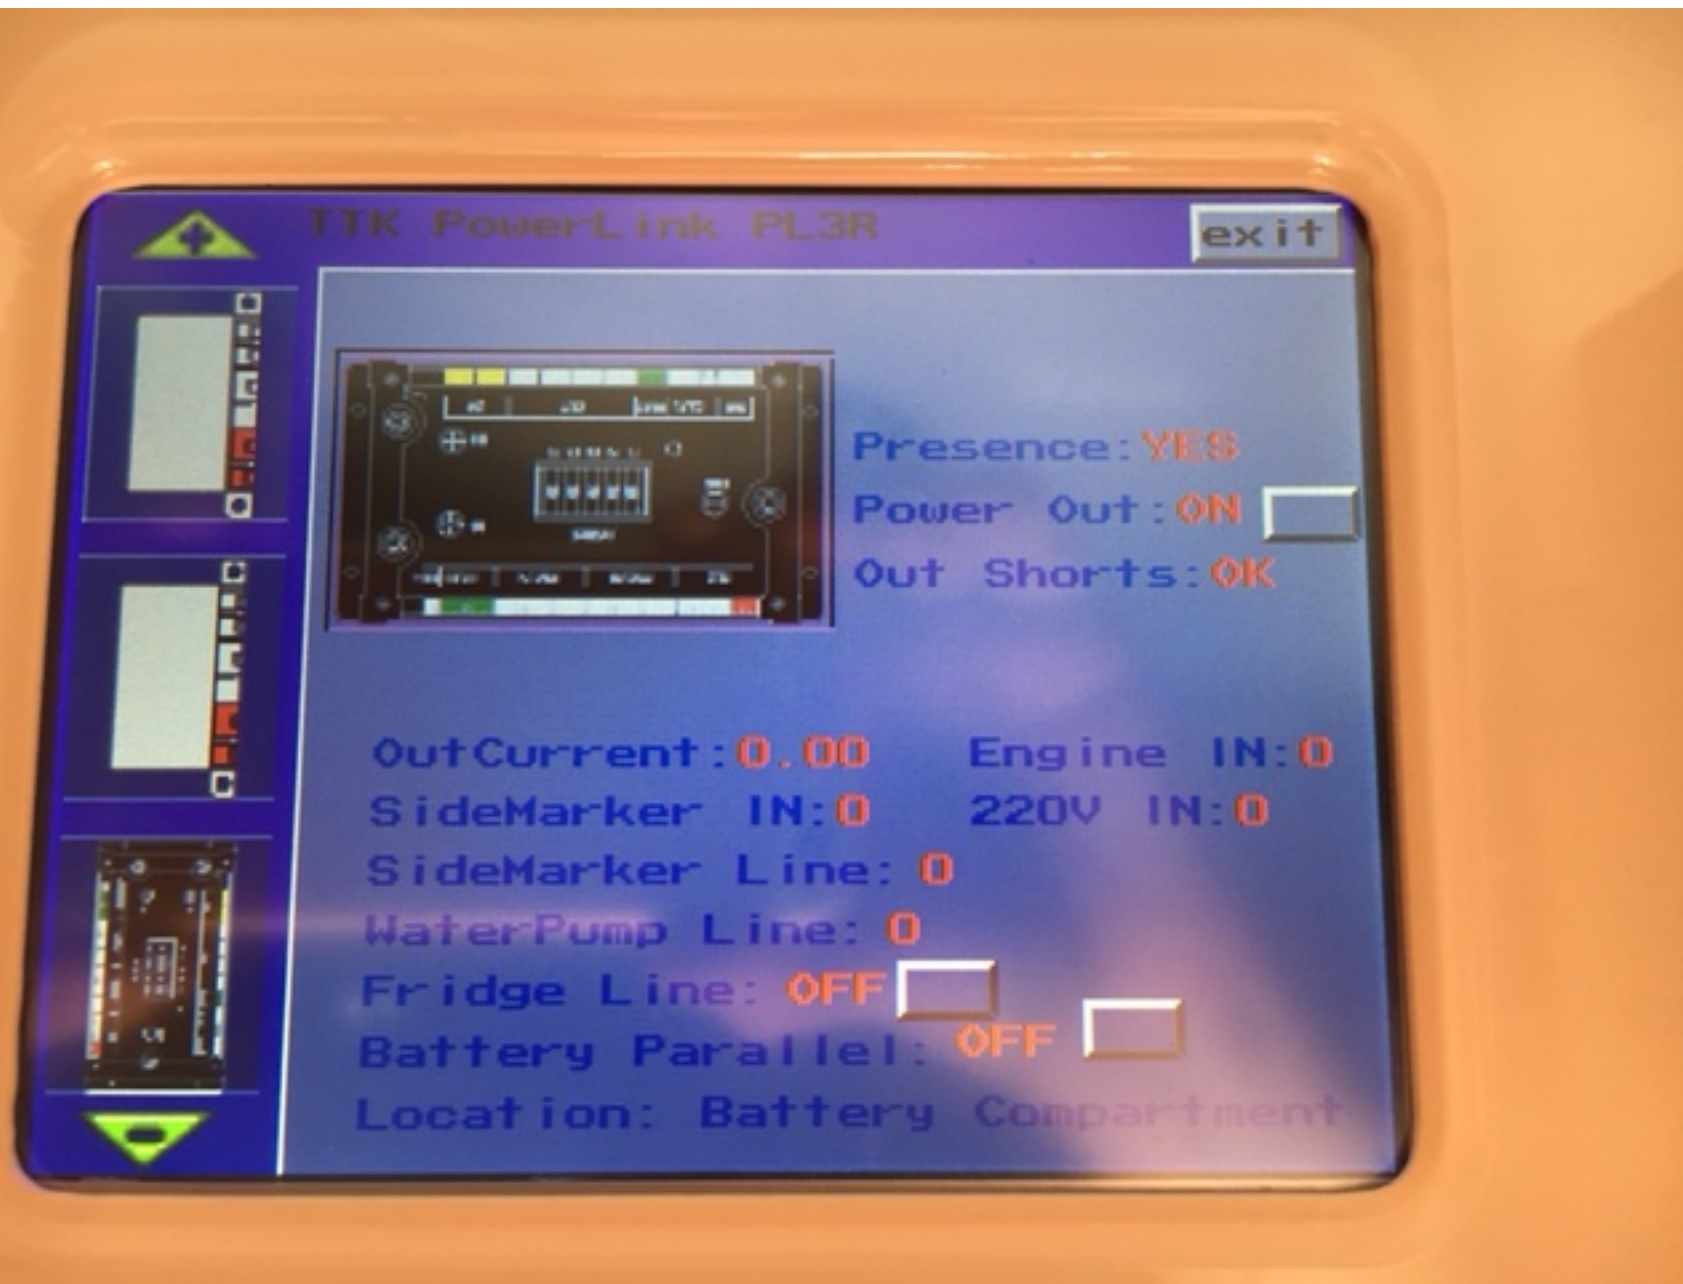 TTK PowerLink PL3R
exit
Presence:YES
Power Out:ON
Out Shorts:OK
OutCurrent:0.00 Engine IN:0
SideMarker IN:0 220V IN:0
SideMarker Line: 0
WaterPump Line: 0
Fridge Line: OFF
Battery Parallel: OFF
Location: Battery Compartment